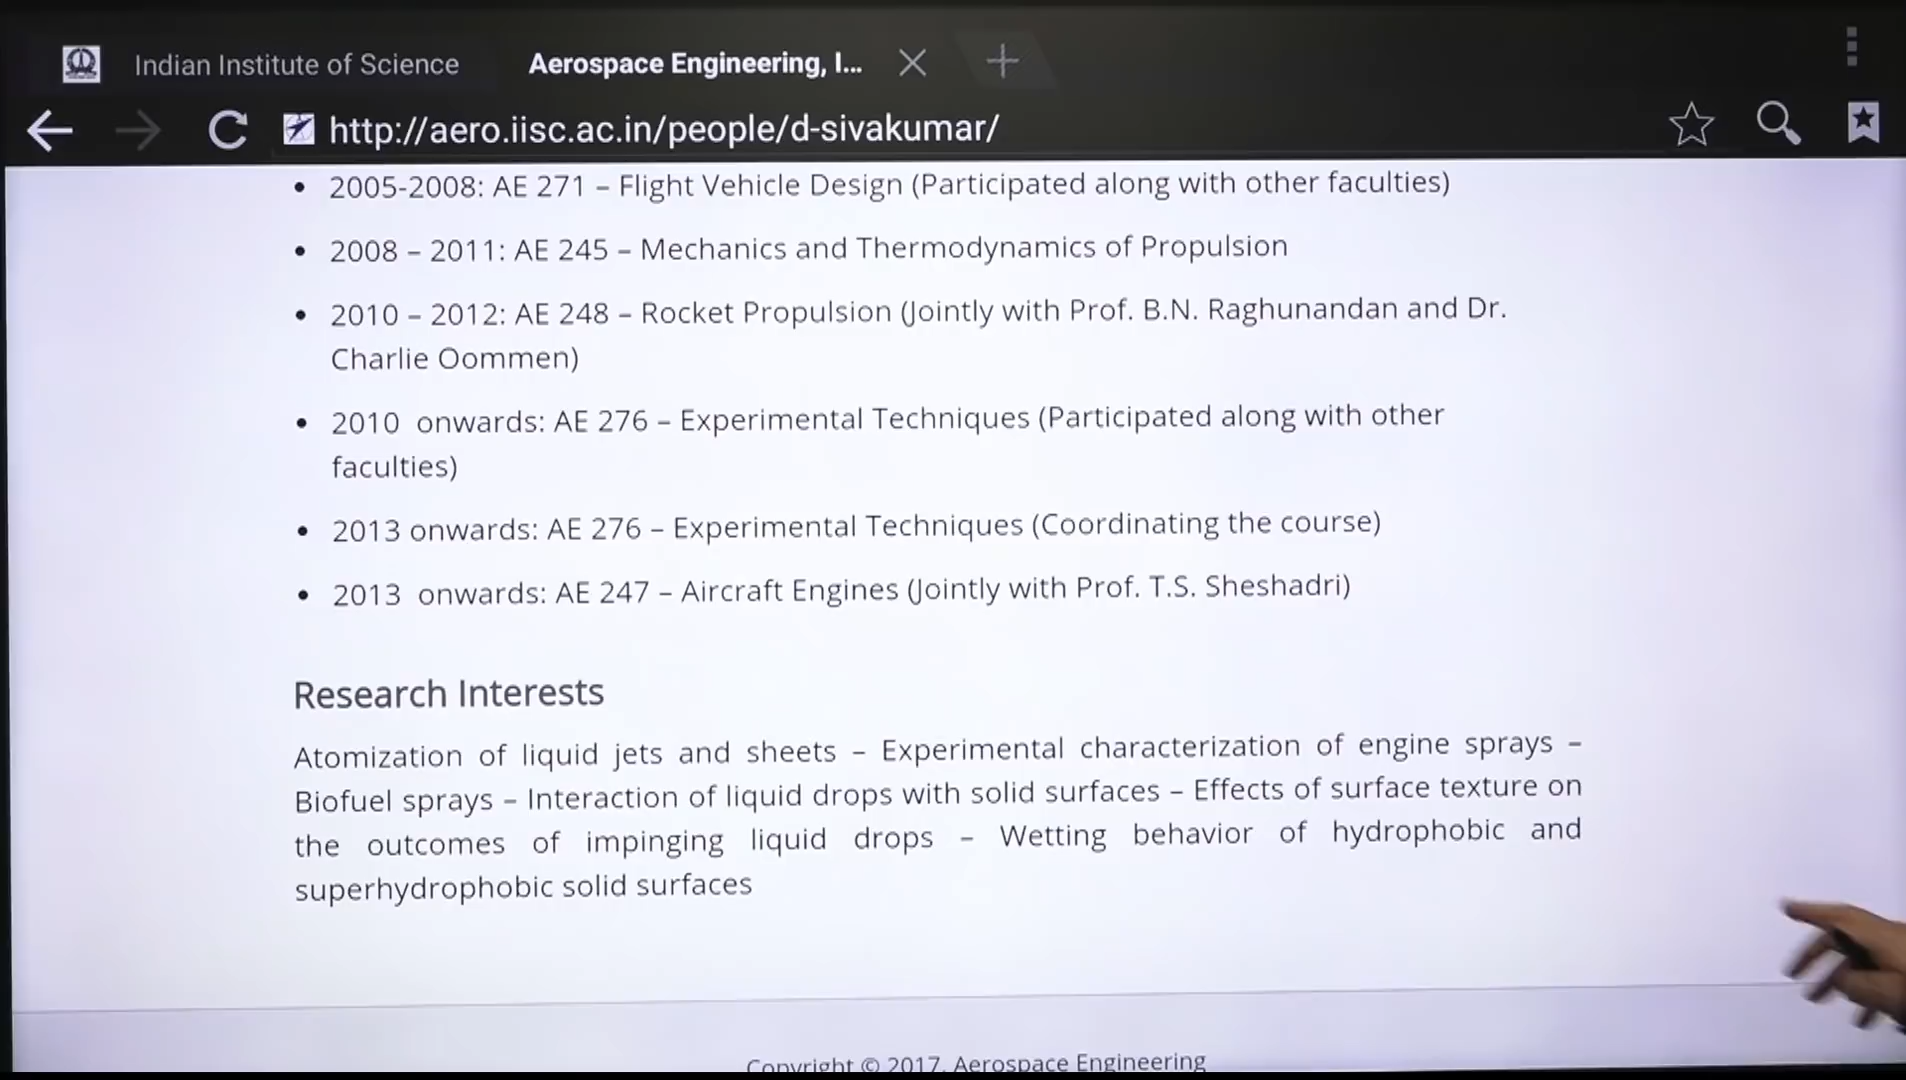 Indian Institute of Science
Aerospace Engineering, I...
http://aero.iisc.ac.in/people/d-sivakumar/
• 2005-2008: AE 271 – Flight Vehicle Design (Participated along with other faculties)
• 2008 – 2011: AE 245 – Mechanics and Thermodynamics of Propulsion
• 2010 – 2012: AE 248 – Rocket Propulsion (Jointly with Prof. B.N. Raghunandan and Dr.
Charlie Oommen)
• 2010 onwards: AE 276 – Experimental Techniques (Participated along with other
faculties)
• 2013 onwards: AE 276 – Experimental Techniques (Coordinating the course)
• 2013 onwards: AE 247 – Aircraft Engines (Jointly with Prof. T.S. Sheshadri)
Research Interests
Atomization of liquid jets and sheets – Experimental characterization of engine sprays –
Biofuel sprays – Interaction of liquid drops with solid surfaces – Effects of surface texture on
the outcomes of impinging liquid drops – Wetting behavior of hydrophobic and
superhydrophobic solid surfaces
Copyright © 2017, Aerospace Engineering